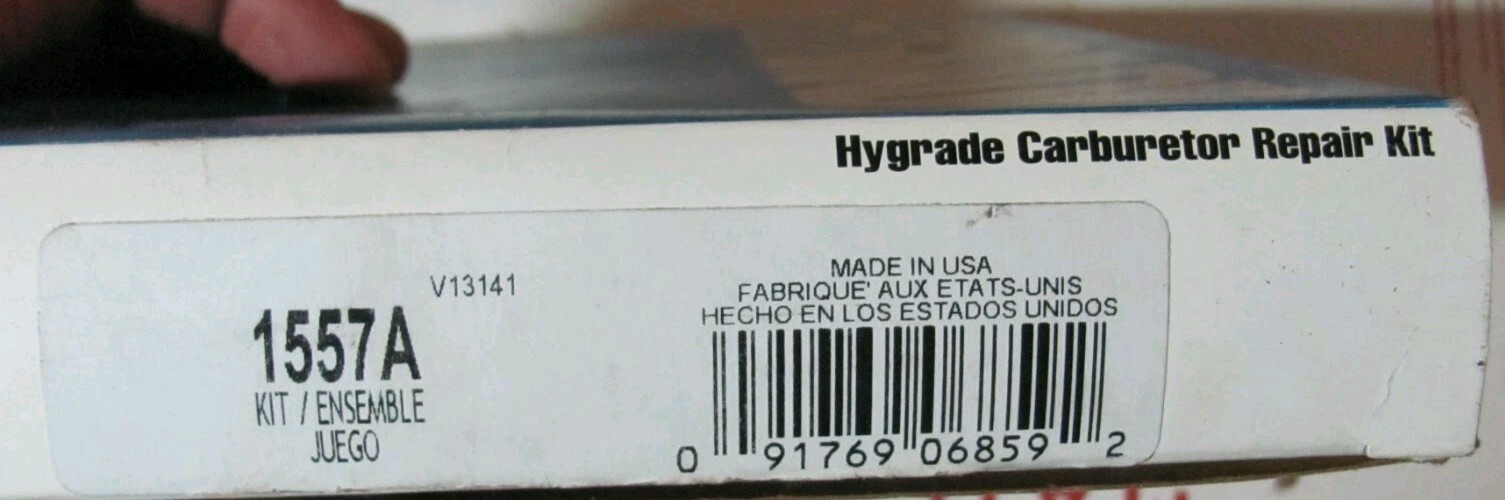 Hygrade Carburetor Repair Kit
V13141
1557A
KIT / ENSEMBLE
JUEGO
MADE IN USA
FABRIQUE' AUX ETATS-UNIS
HECHO EN LOS ESTADOS UNIDOS
0 91769 06859 2